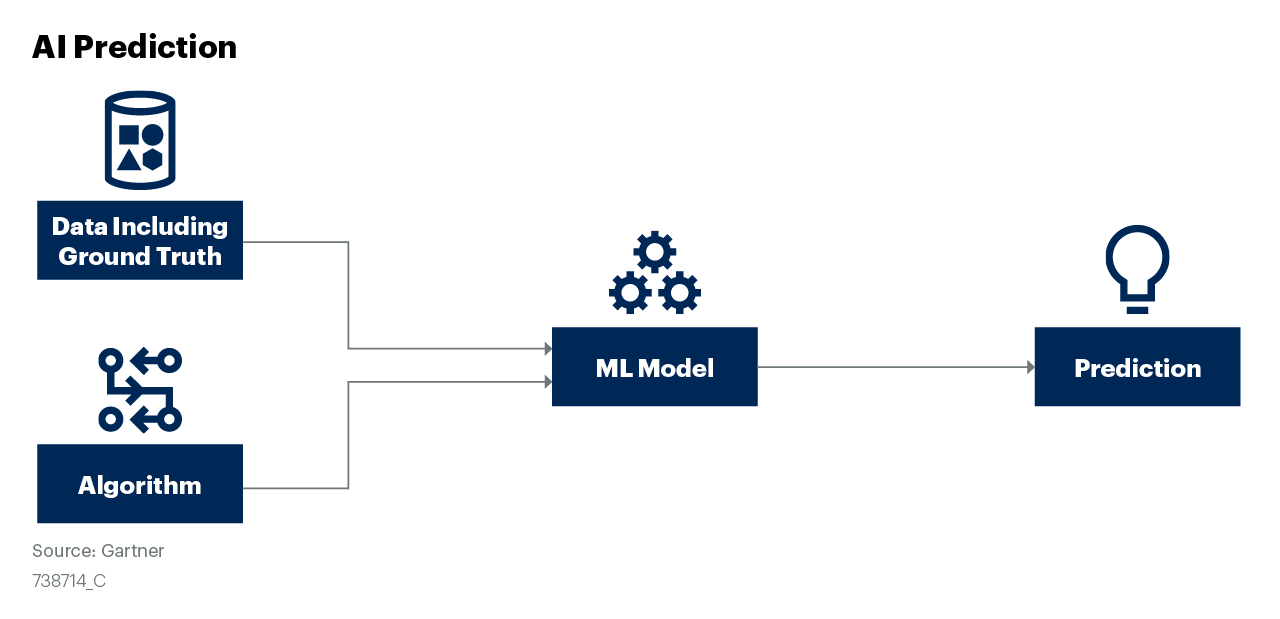 AI Prediction
Data Including
Ground Truth
ML Model
Prediction
Algorithm
Source: Gartner
738714_C